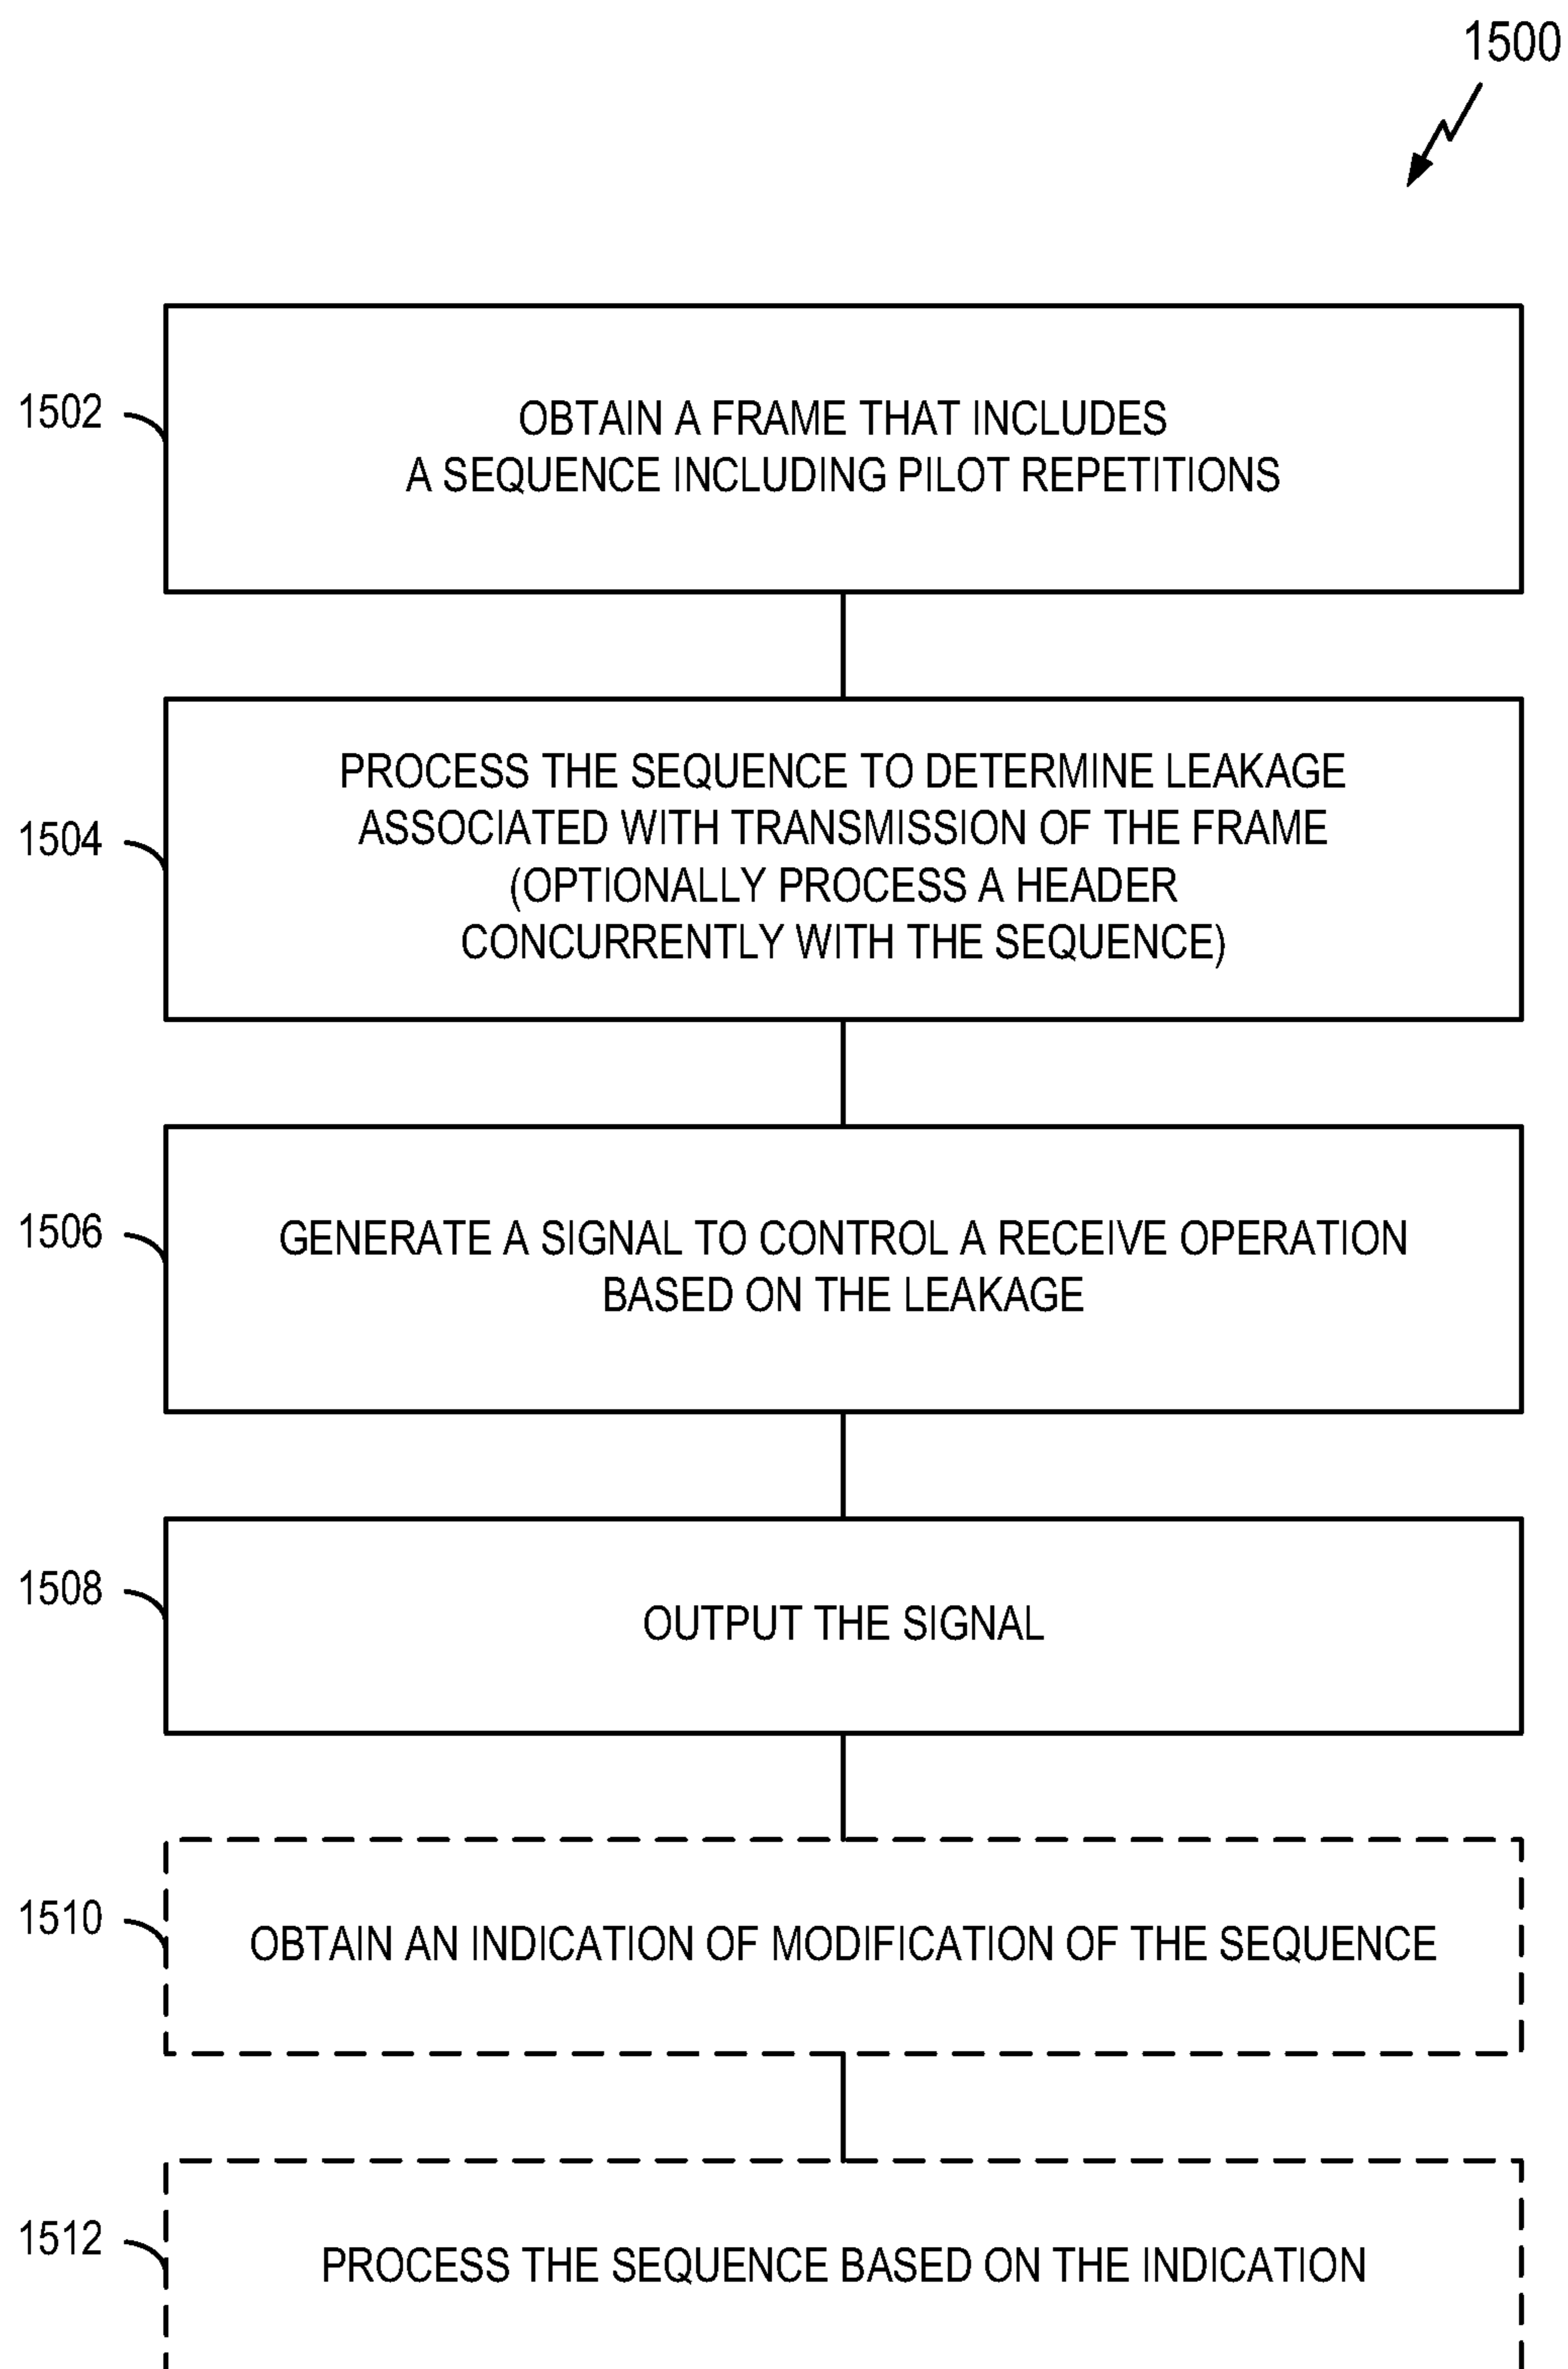 1500
1502
OBTAIN A FRAME THAT INCLUDES
A SEQUENCE INCLUDING PILOT REPETITIONS
1504
PROCESS THE SEQUENCE TO DETERMINE LEAKAGE
ASSOCIATED WITH TRANSMISSION OF THE FRAME
(OPTIONALLY PROCESS A HEADER
CONCURRENTLY WITH THE SEQUENCE)
1506
GENERATE A SIGNAL TO CONTROL A RECEIVE OPERATION
BASED ON THE LEAKAGE
1508
OUTPUT THE SIGNAL
1510
OBTAIN AN INDICATION OF MODIFICATION OF THE SEQUENCE
1512
PROCESS THE SEQUENCE BASED ON THE INDICATION